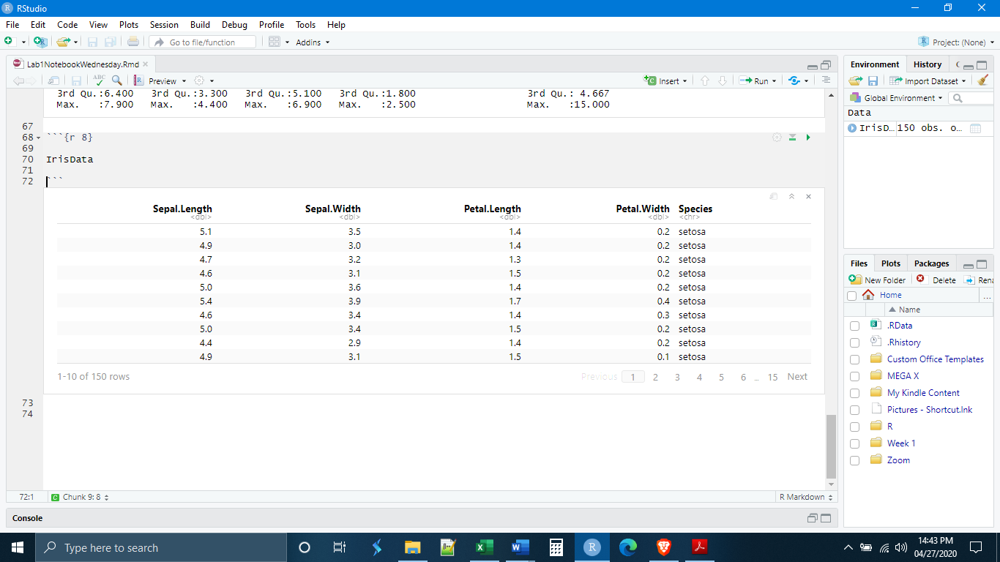 RStudio
File Edit Code View Plots Session Build Debug Profile Tools Help
Go to file/function Addins Project: (None)
Lab1NotebookWednesday.Rmd
ABC Preview Insert Run
3rd Qu.:6.400 3rd Qu.:3.300 3rd Qu.:5.100 3rd Qu.:1.800 3rd Qu.: 4.667
Max. :7.900 Max. :4.400 Max. :6.900 Max. :2.500 Max. :15.000
67
68 ```{r 8}
69
70 IrisData
71
72 ```
Sepal.Length Sepal.Width Petal.Length Petal.Width Species
<dbl> <dbl> <dbl> <dbl> <chr>
5.1 3.5 1.4 0.2 setosa
4.9 3.0 1.4 0.2 setosa
4.7 3.2 1.3 0.2 setosa
4.6 3.1 1.5 0.2 setosa
5.0 3.6 1.4 0.2 setosa
5.4 3.9 1.7 0.4 setosa
4.6 3.4 1.4 0.3 setosa
5.0 3.4 1.5 0.2 setosa
4.4 2.9 1.4 0.2 setosa
4.9 3.1 1.5 0.1 setosa
1-10 of 150 rows Previous 1 2 3 4 5 6 ... 15 Next
73
74
72:1 Chunk 9: 8 R Markdown
Console
Environment History C
Import Dataset
Global Environment
Data
IrisD… 150 obs. o…
Files Plots Packages
New Folder Delete Rena
Home ...
Name
.RData
.Rhistory
Custom Office Templates
MEGA X
My Kindle Content
Pictures - Shortcut.lnk
R
Week 1
Zoom
Type here to search
14:43 PM
04/27/2020